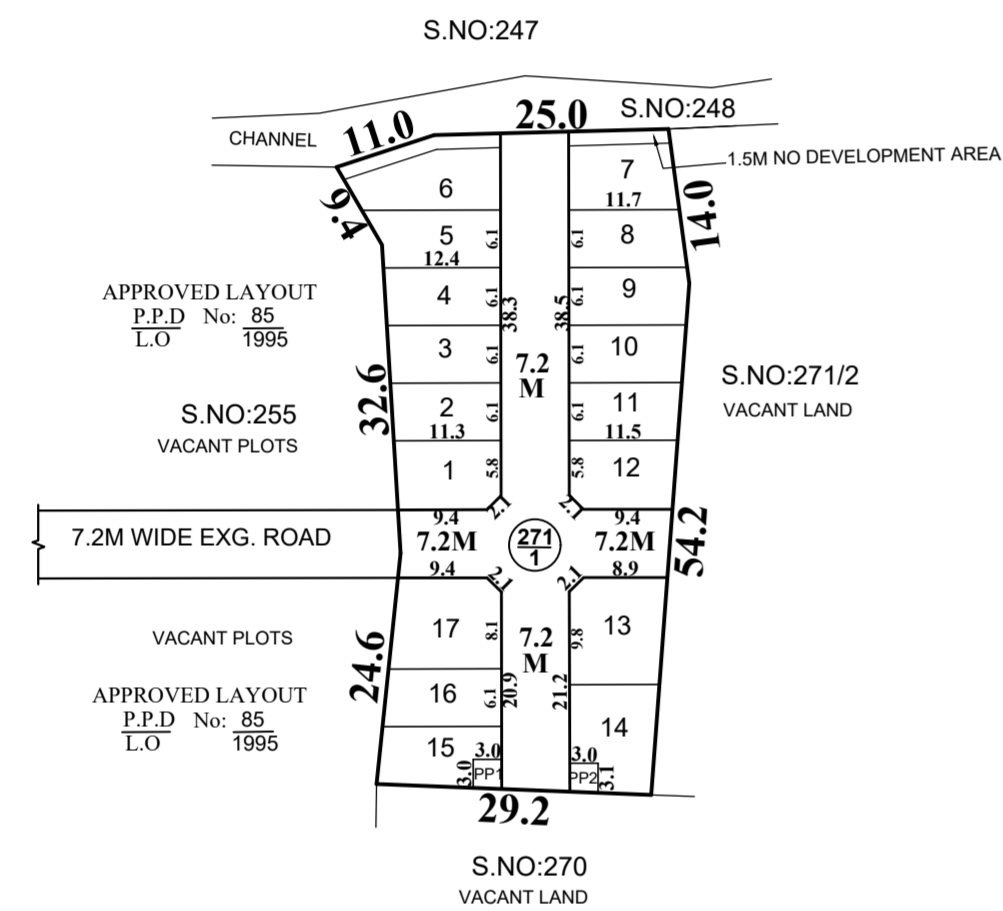 S.NO:247
25.0
S.NO:248
CHANNEL
11.0
1.5M NO DEVELOPMENT AREA
6
7
11.7
9.4
14.0
5
6.1
6.1
8
12.4
APPROVED LAYOUT
P.P.D No: 85
L.O 1995
4
6.1
6.1
9
38.3
38.5
3
6.1
6.1
10
7.2
M
S.NO:271/2
VACANT LAND
32.6
S.NO:255
VACANT PLOTS
2
6.1
6.1
11
11.3
11.5
1
5.8
5.8
12
2.1
2.1
9.4
9.4
7.2M WIDE EXG. ROAD
7.2M
271
1
7.2M
54.2
9.4
2.1
2.1
8.9
VACANT PLOTS
17
8.1
7.2
M
9.8
13
24.6
APPROVED LAYOUT
P.P.D No: 85
L.O 1995
16
6.1
20.9
21.2
14
15
3.0
3.0
3.0
PP1
PP2
3.1
29.2
S.NO:270
VACANT LAND